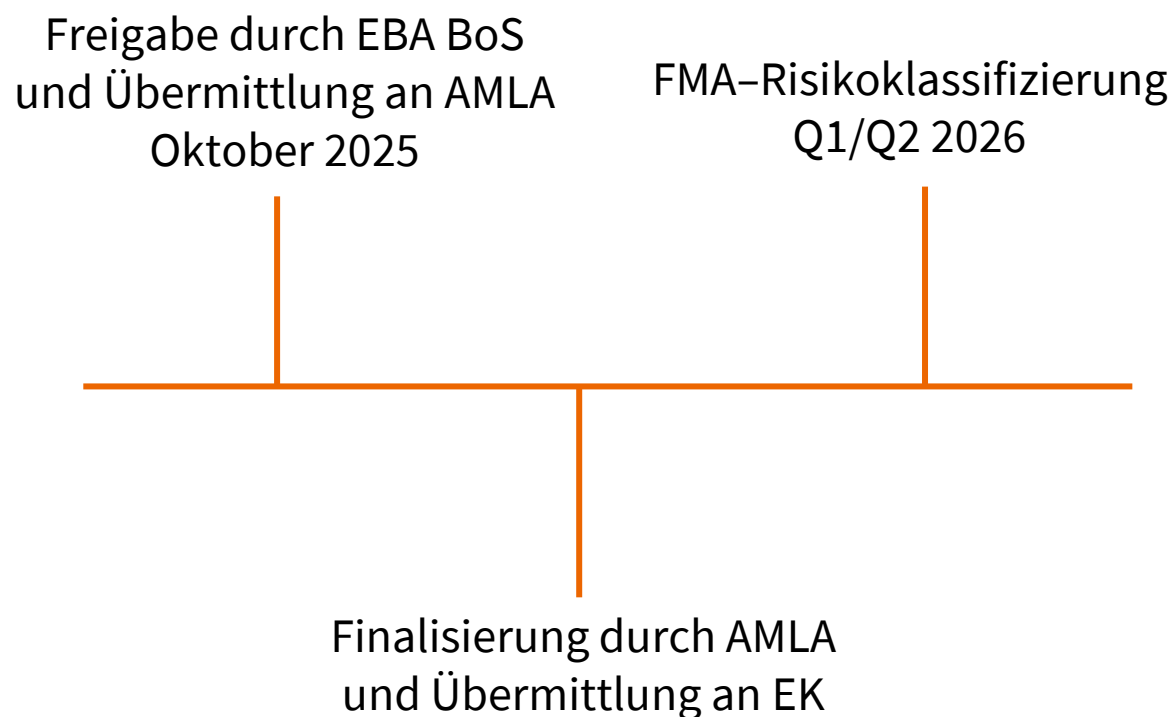 Freigabe durch EBA BoS
und Übermittlung an AMLA
Oktober 2025
FMA–Risikoklassifizierung
Q1/Q2 2026
Finalisierung durch AMLA
und Übermittlung an EK